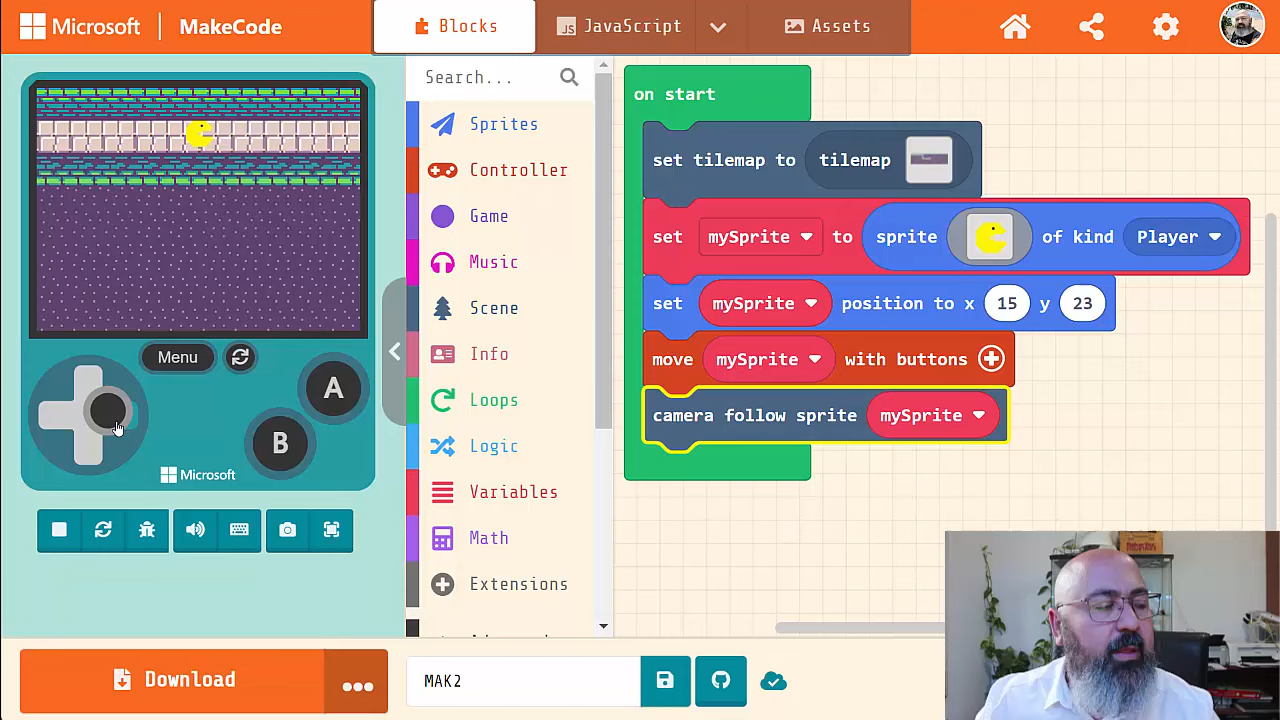 Microsoft | MakeCode
Blocks
JavaScript
Assets
Menu
A
B
Microsoft
Search...
Sprites
Controller
Game
Music
Scene
Info
Loops
Logic
Variables
Math
Extensions
on start
set tilemap to tilemap
set mySprite to sprite of kind Player
set mySprite position to x 15 y 23
move mySprite with buttons
camera follow sprite mySprite
Download
MAK2